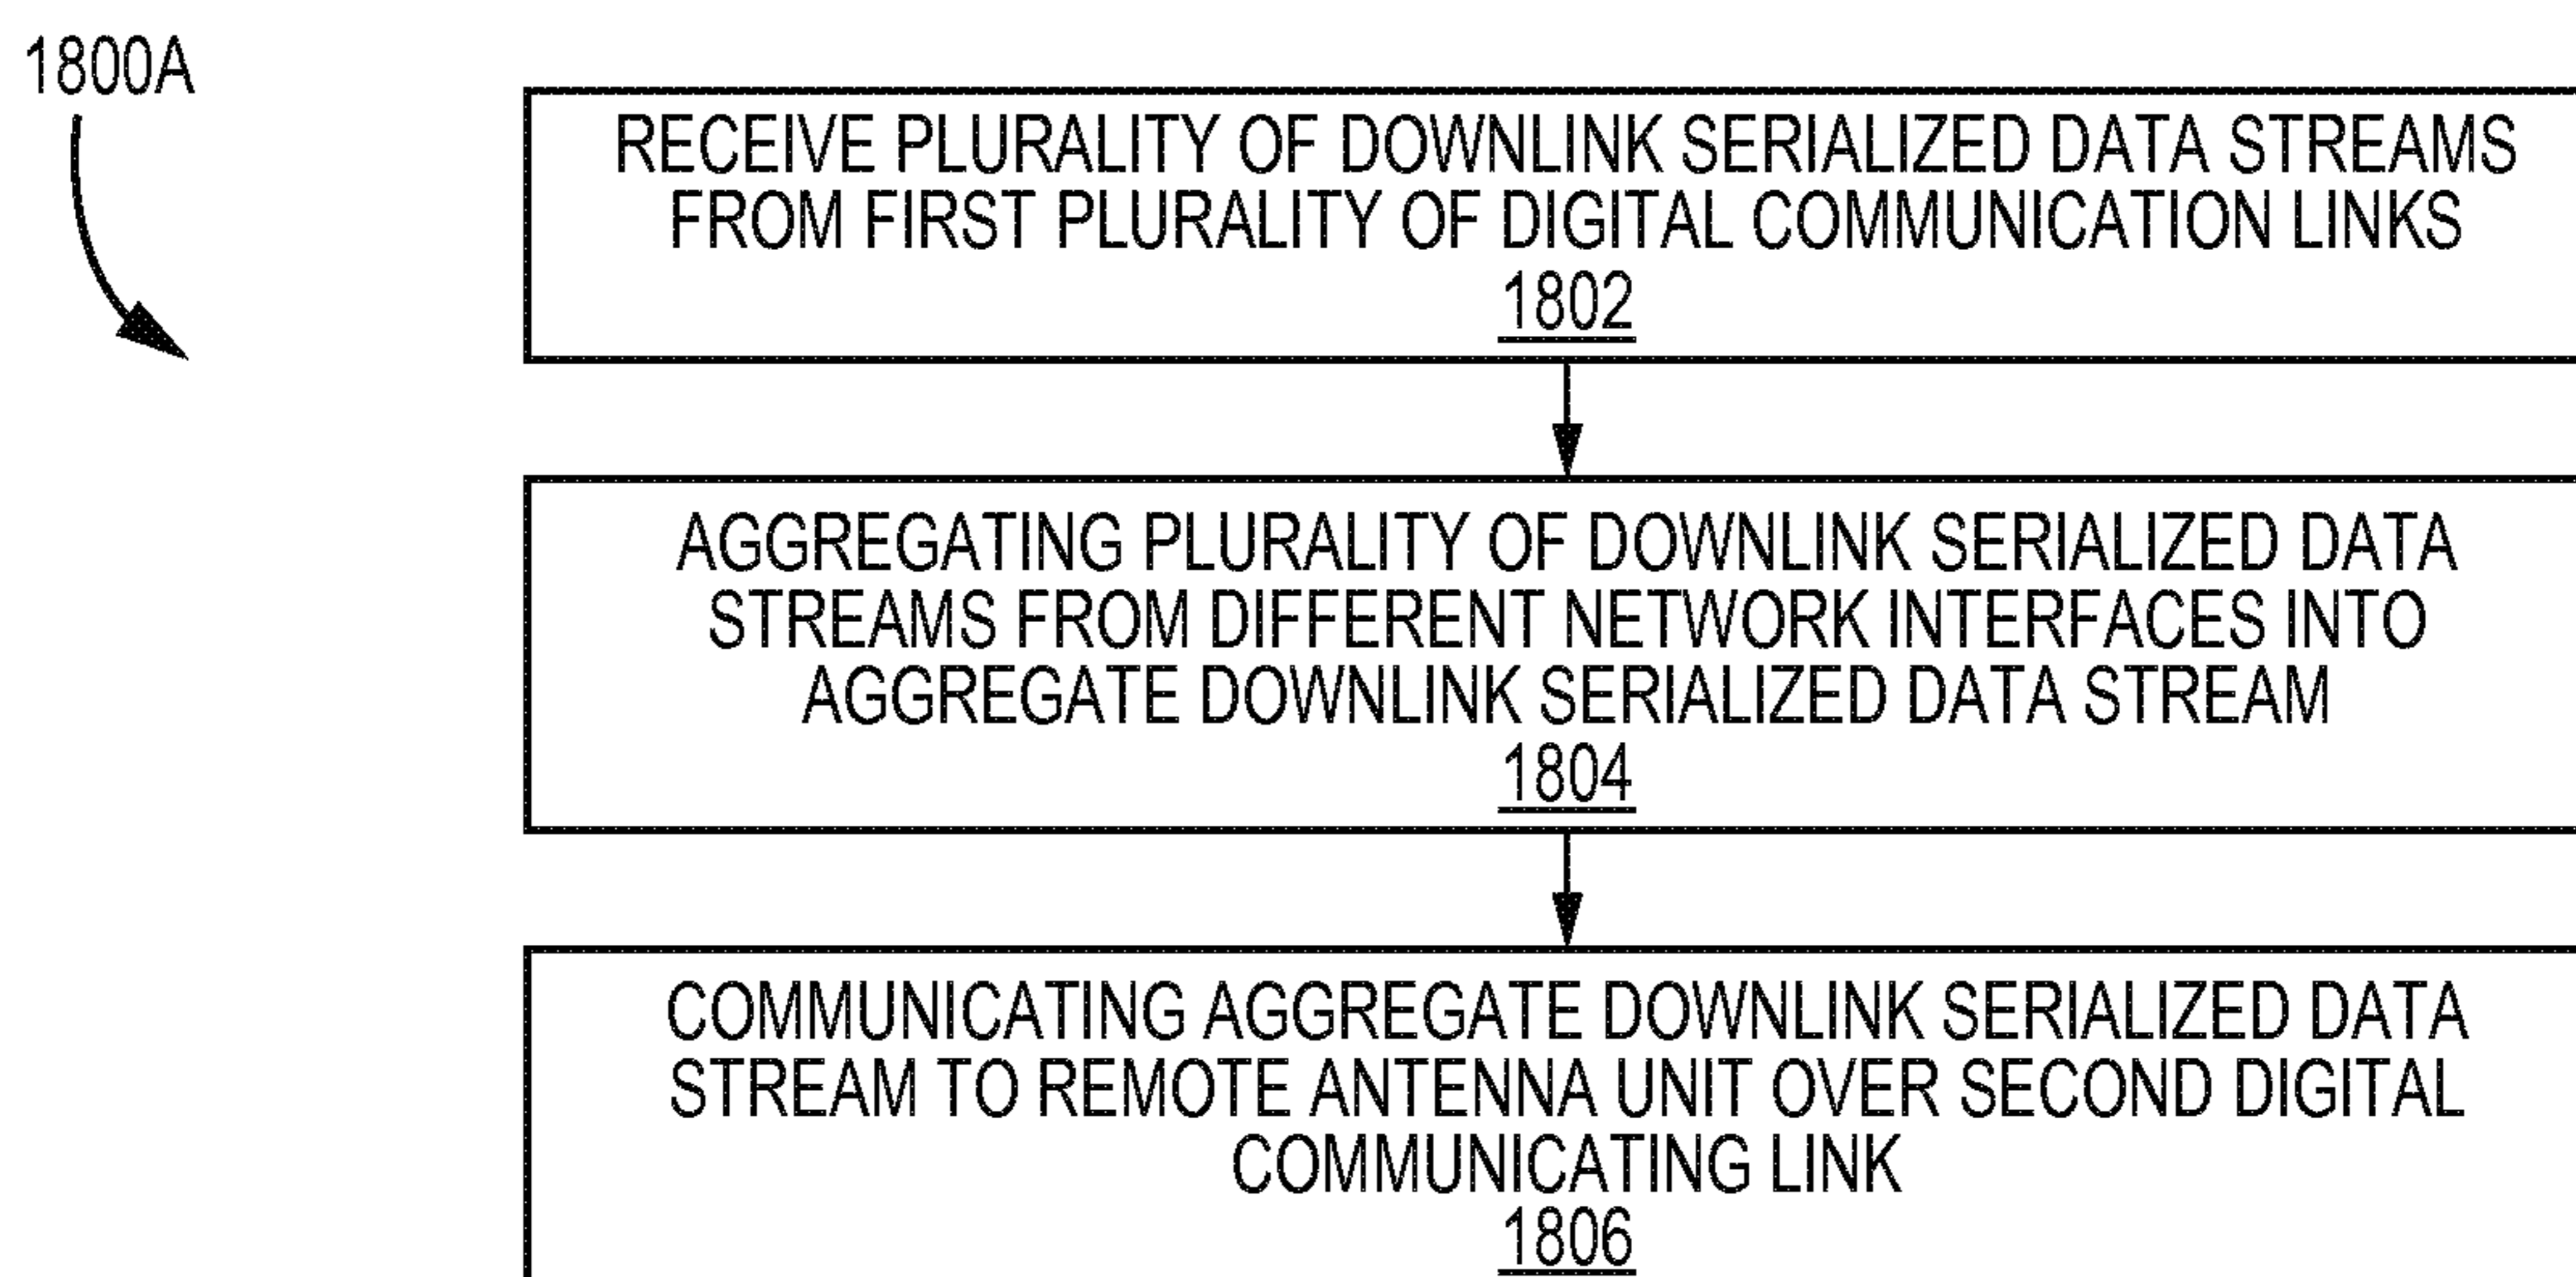 1800A
RECEIVE PLURALITY OF DOWNLINK SERIALIZED DATA STREAMS
FROM FIRST PLURALITY OF DIGITAL COMMUNICATION LINKS
1802
AGGREGATING PLURALITY OF DOWNLINK SERIALIZED DATA
STREAMS FROM DIFFERENT NETWORK INTERFACES INTO
AGGREGATE DOWNLINK SERIALIZED DATA STREAM
1804
COMMUNICATING AGGREGATE DOWNLINK SERIALIZED DATA
STREAM TO REMOTE ANTENNA UNIT OVER SECOND DIGITAL
COMMUNICATING LINK
1806